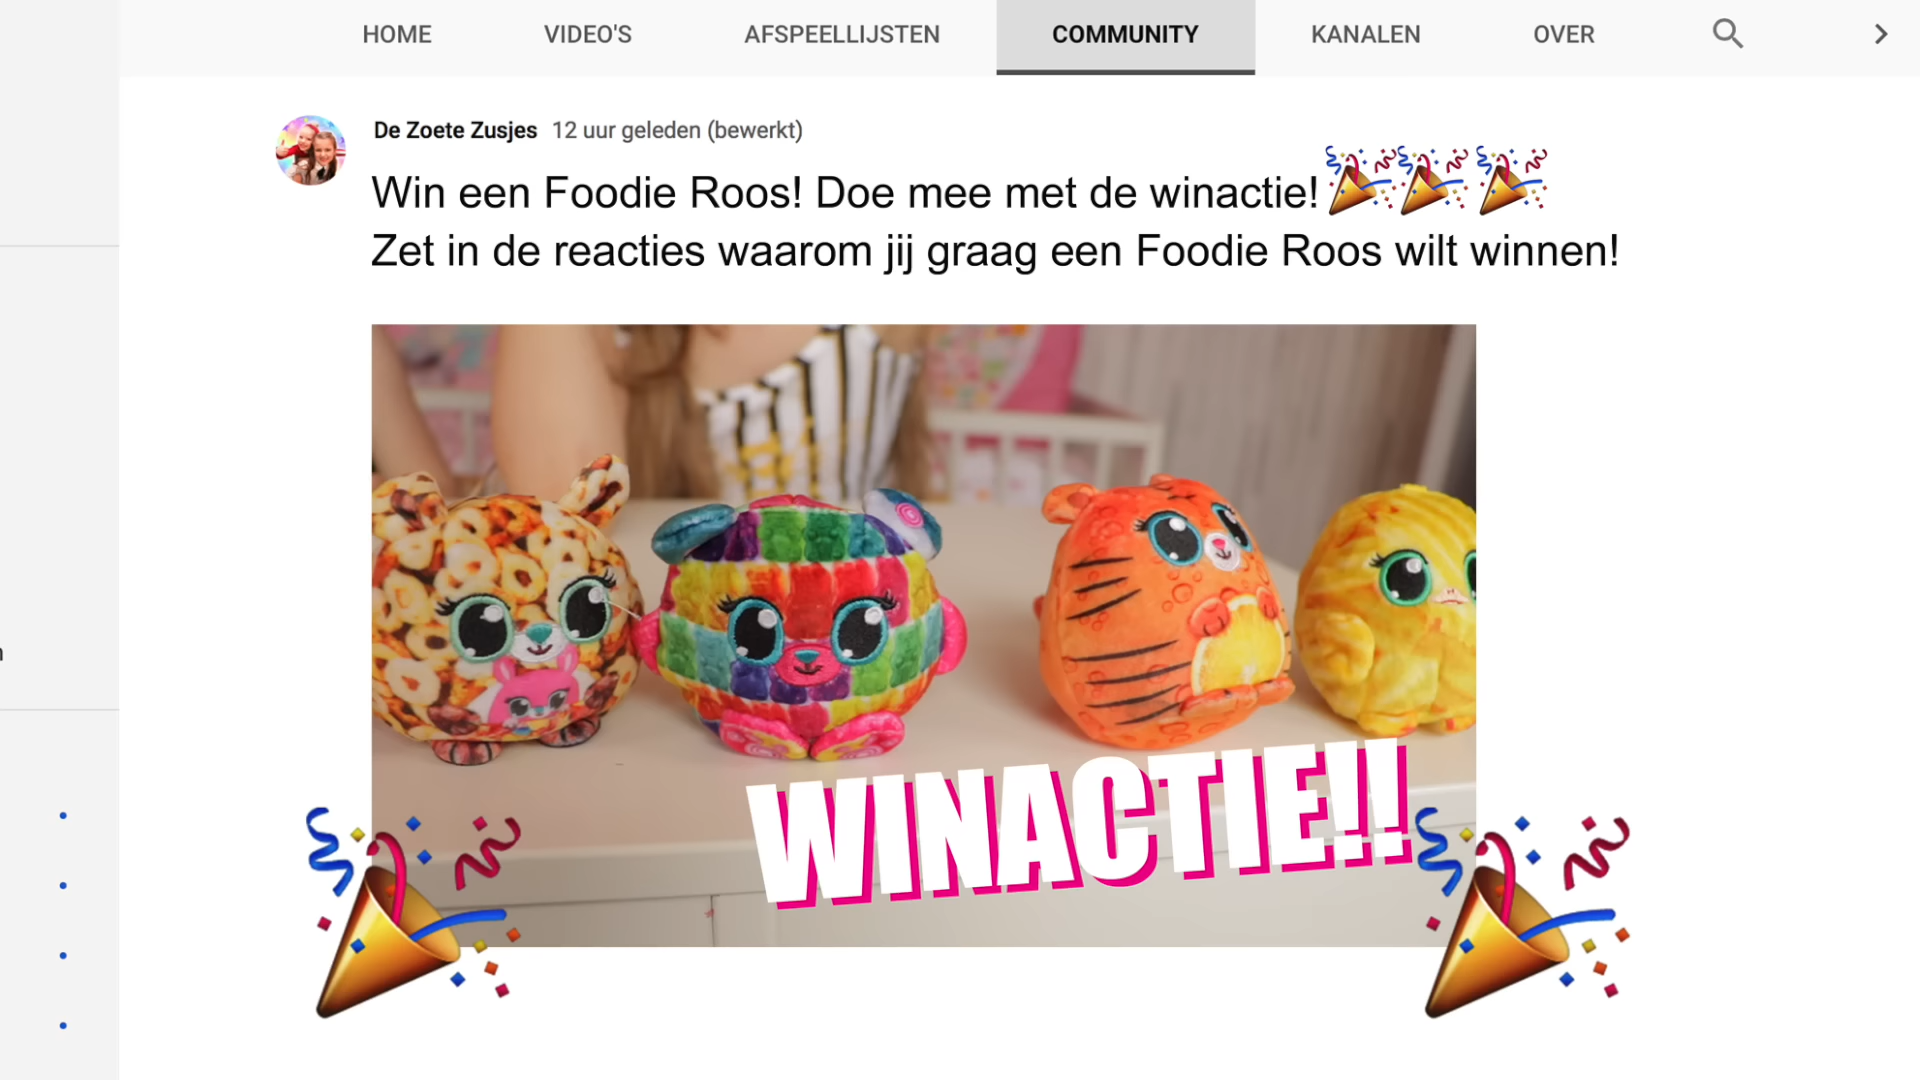 HOME VIDEO'S AFSPEELLIJSTEN COMMUNITY KANALEN OVER
De Zoete Zusjes 12 uur geleden (bewerkt)
Win een Foodie Roos! Doe mee met de winactie!🎉🎉🎉
Zet in de reacties waarom jij graag een Foodie Roos wilt winnen!
WINACTIE!!